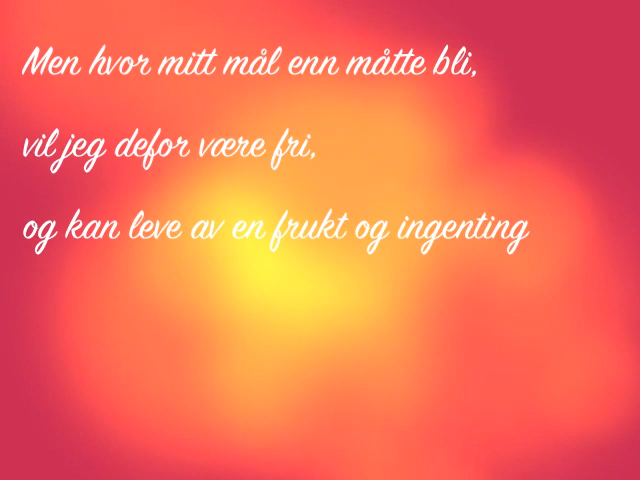 Men hvor mitt mål enn måtte bli,
vil jeg defor være fri,
og kan leve av en frukt og ingenting